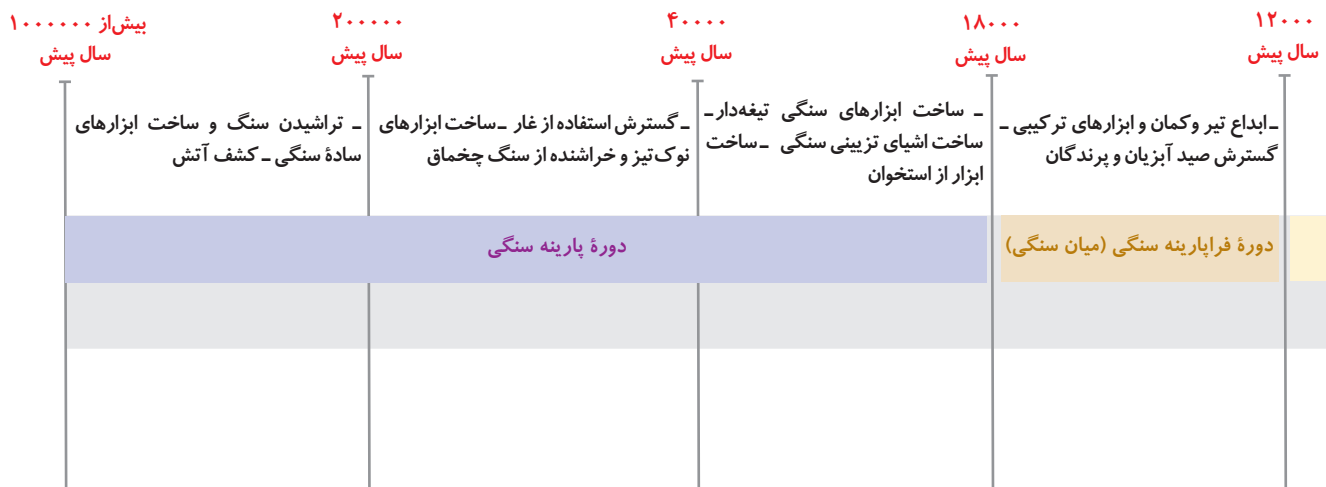 بیش‌از ۱۰۰۰۰۰۰
سال پیش
۲۰۰۰۰۰
سال پیش
۴۰۰۰۰
سال پیش
۱۸۰۰۰
سال پیش
۱۲۰۰۰
سال پیش
ـ تراشیدن سنگ و ساخت ابزارهای
سادهٔ سنگی ـ کشف آتش
ـ گسترش استفاده از غار ـ ساخت ابزارهای
نوک‌تیز و خراشنده از سنگ چخماق
ـ ساخت ابزارهای سنگی تیغه‌دار ـ
ساخت اشیای تزیینی سنگی ـ ساخت
ابزار از استخوان
ـ ابداع تیر و کمان و ابزارهای ترکیبی ـ
گسترش صید آبزیان و پرندگان
دورهٔ پارینه سنگی
دورهٔ فراپارینه سنگی (میان سنگی)